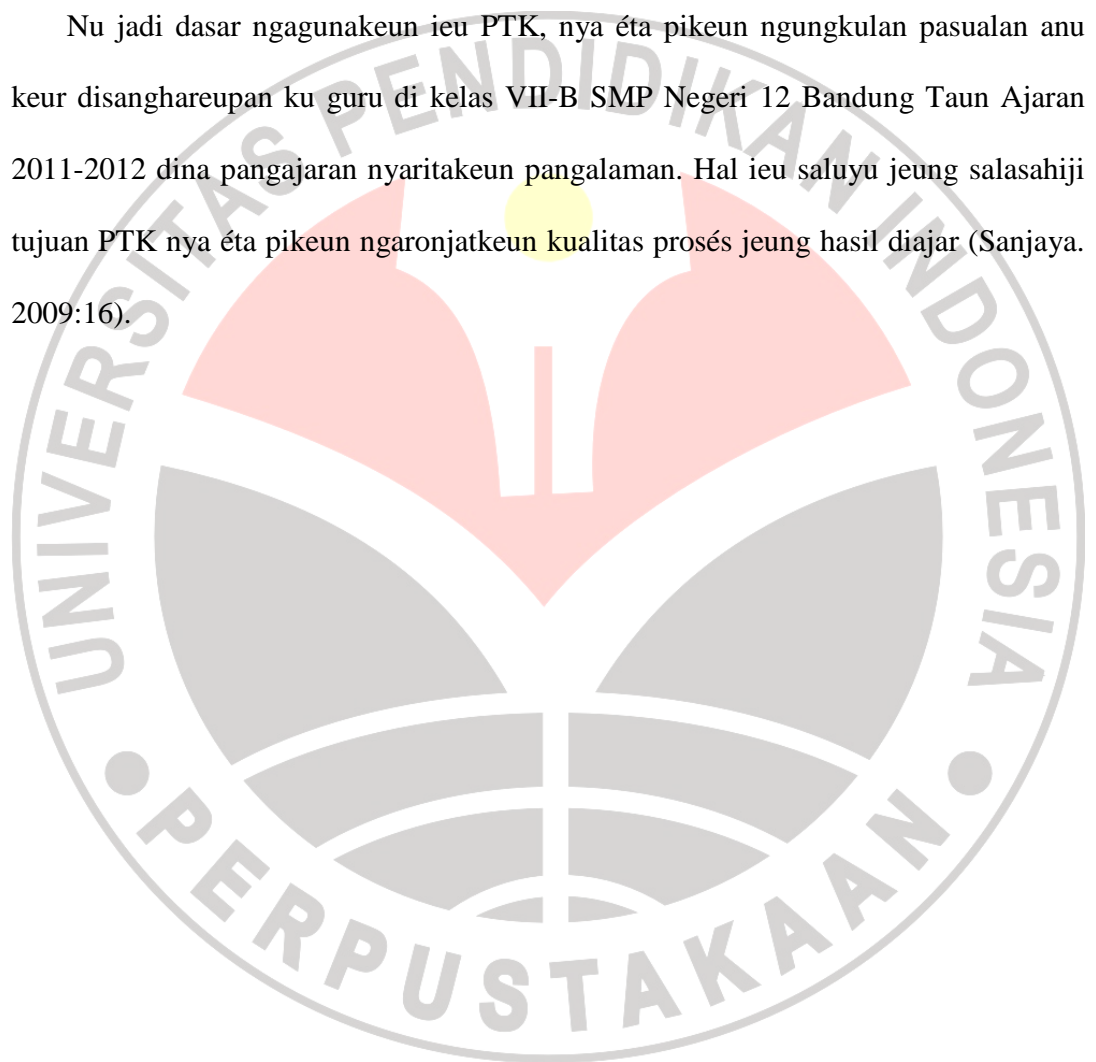 Nu jadi dasar ngagunakeun ieu PTK, nya éta pikeun ngungkulan pasualan anu
keur disanghareupan ku guru di kelas VII-B SMP Negeri 12 Bandung Taun Ajaran
2011-2012 dina pangajaran nyaritakeun pangalaman. Hal ieu saluyu jeung salasahiji
tujuan PTK nya éta pikeun ngaronjatkeun kualitas prosés jeung hasil diajar (Sanjaya.
2009:16).
UNIVERSITAS PENDIDIKAN INDONESIA
PERPUSTAKAAN